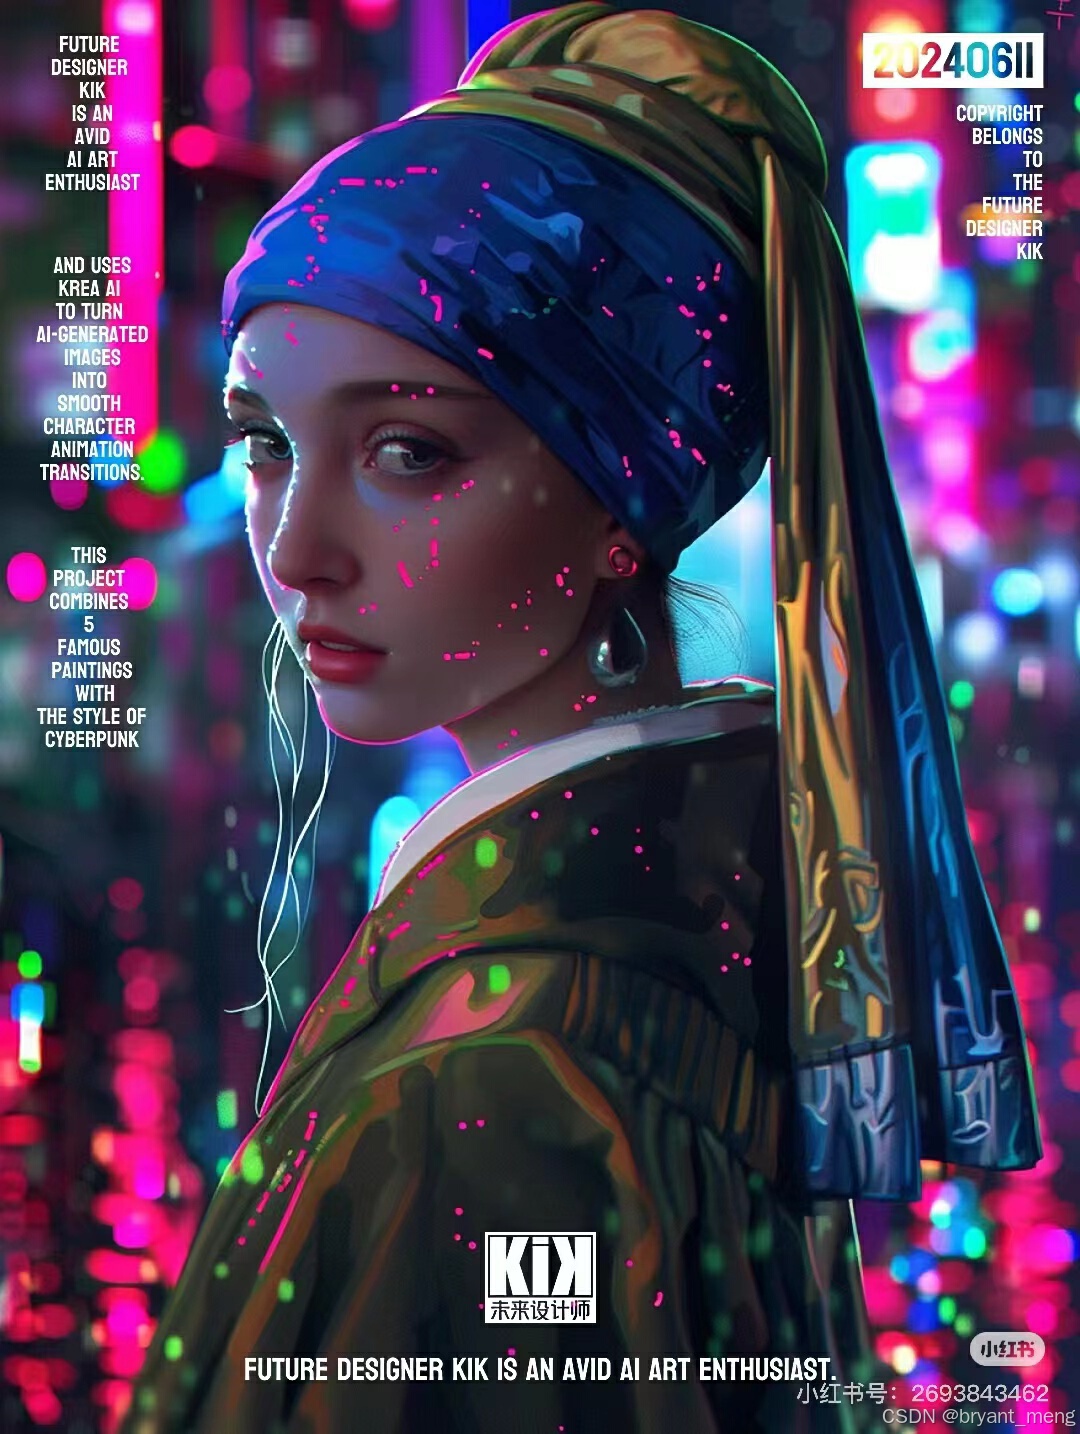 FUTURE
DESIGNER
KIK
IS AN
AVID
AI ART
ENTHUSIAST
AND USES
KREA AI
TO TURN
AI-GENERATED
IMAGES
INTO
SMOOTH
CHARACTER
ANIMATION
TRANSITIONS.
THIS
PROJECT
COMBINES
5
FAMOUS
PAINTINGS
WITH
THE STYLE OF
CYBERPUNK
20240611
COPYRIGHT
BELONGS
TO
THE
FUTURE
DESIGNER
KIK
KiK
未来设计师
FUTURE DESIGNER KIK IS AN AVID AI ART ENTHUSIAST.
小红书
小红书号：2693843462
CSDN @bryant_meng